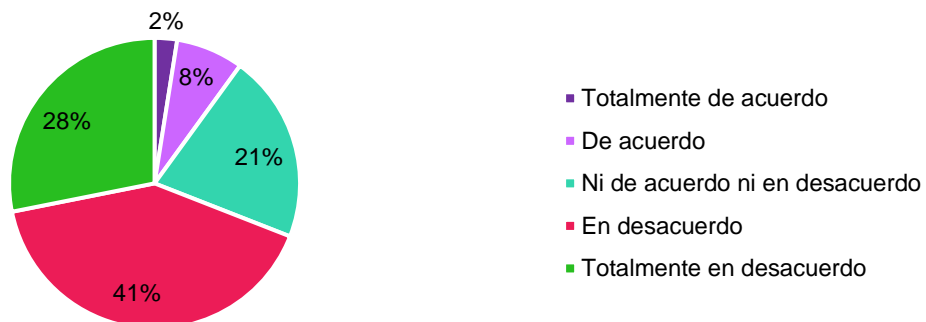 2%
8%
28%
21%
41%
Totalmente de acuerdo
De acuerdo
Ni de acuerdo ni en desacuerdo
En desacuerdo
Totalmente en desacuerdo